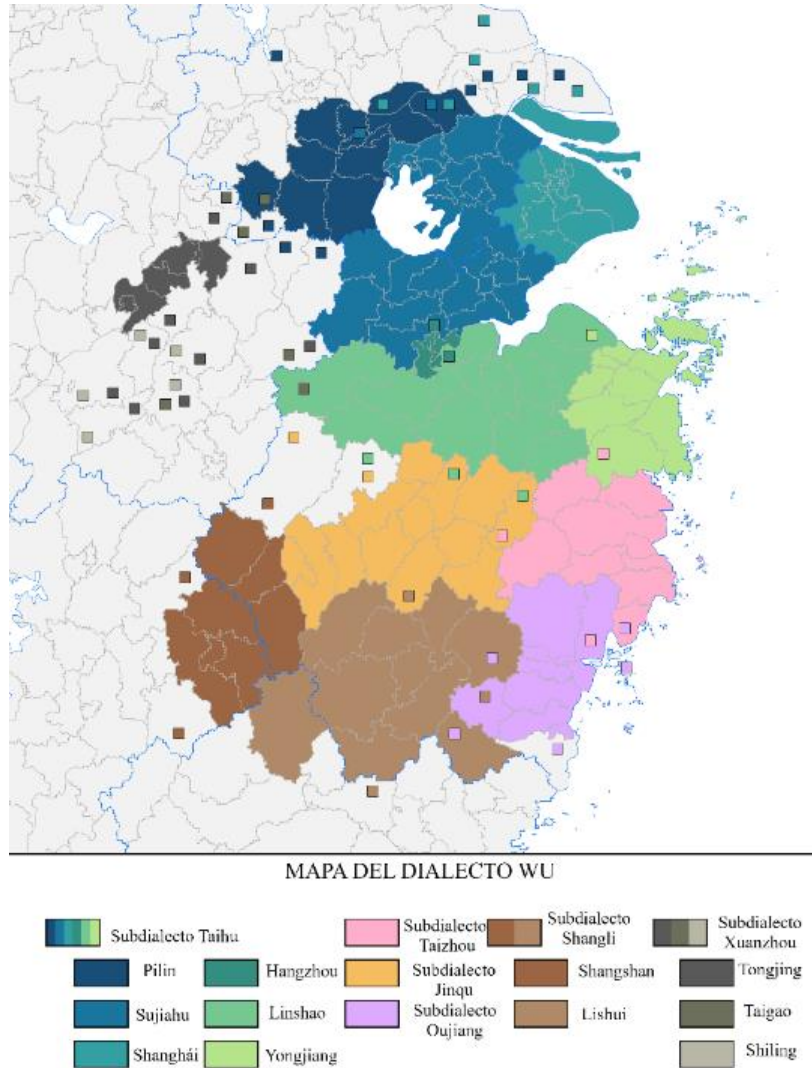 MAPA DEL DIALECTO WU
Subdialecto Taihu
Subdialecto
Taizhou
Subdialecto
Shangli
Subdialecto
Xuanzhou
Pilin
Hangzhou
Subdialecto
Jinqu
Shangshan
Tongjing
Sujiahu
Linshao
Subdialecto
Oujiang
Lishui
Taigao
Shanghái
Yongjiang
Shiling